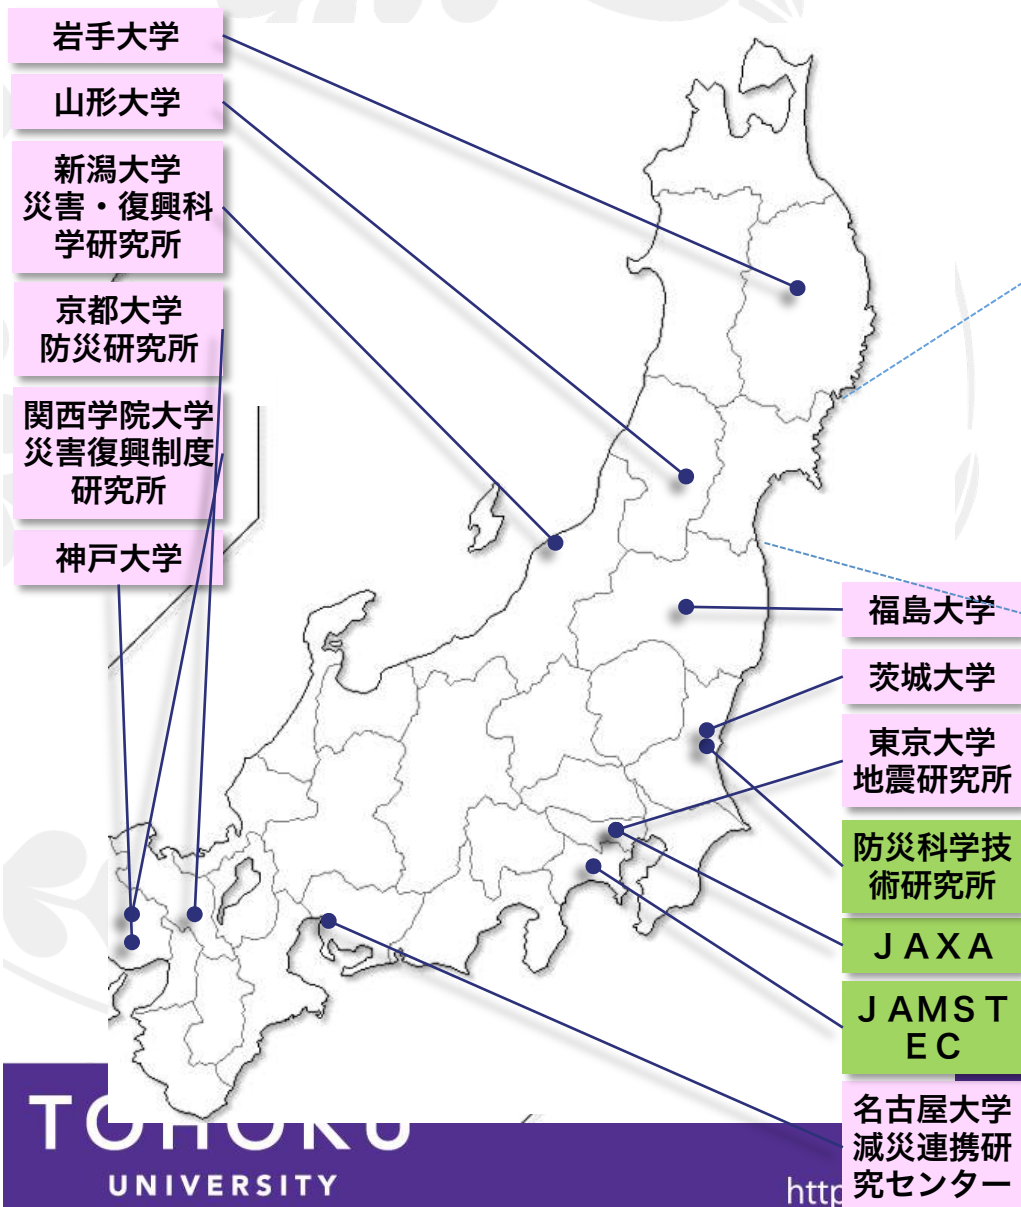 岩手大学
山形大学
新潟大学
災害・復興科
学研究所
京都大学
防災研究所
関西学院大学
災害復興制度
研究所
神戸大学
福島大学
茨城大学
東京大学
地震研究所
防災科学技
術研究所
ＪＡＸＡ
ＪＡＭＳＴ
ＥＣ
名古屋大学
減災連携研
究センター
TOHOKU
UNIVERSITY
http